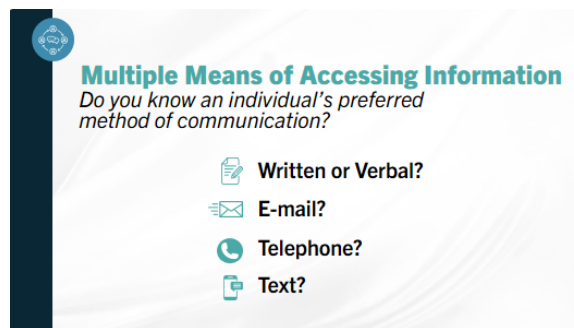 Multiple Means of Accessing Information
Do you know an individual's preferred
method of communication?
Written or Verbal?
E-mail?
Telephone?
Text?